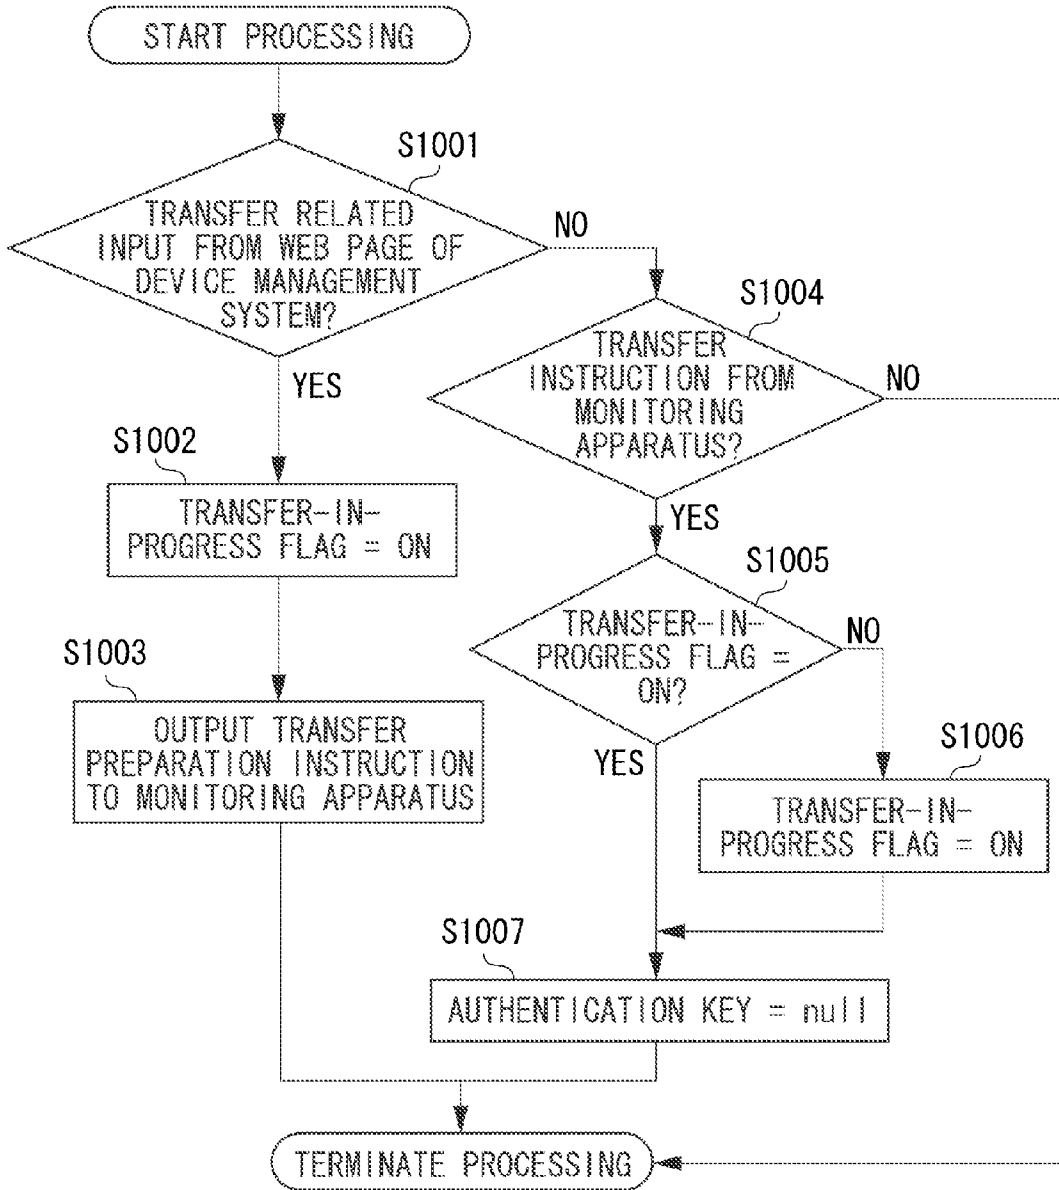 START PROCESSING
S1001
TRANSFER RELATED
INPUT FROM WEB PAGE OF
DEVICE MANAGEMENT
SYSTEM?
NO
YES
S1004
TRANSFER
INSTRUCTION FROM
MONITORING
APPARATUS?
NO
YES
S1002
TRANSFER-IN-
PROGRESS FLAG = ON
S1005
TRANSFER-IN-
PROGRESS FLAG =
ON?
NO
YES
S1003
OUTPUT TRANSFER
PREPARATION INSTRUCTION
TO MONITORING APPARATUS
S1006
TRANSFER-IN-
PROGRESS FLAG = ON
S1007
AUTHENTICATION KEY = null
TERMINATE PROCESSING